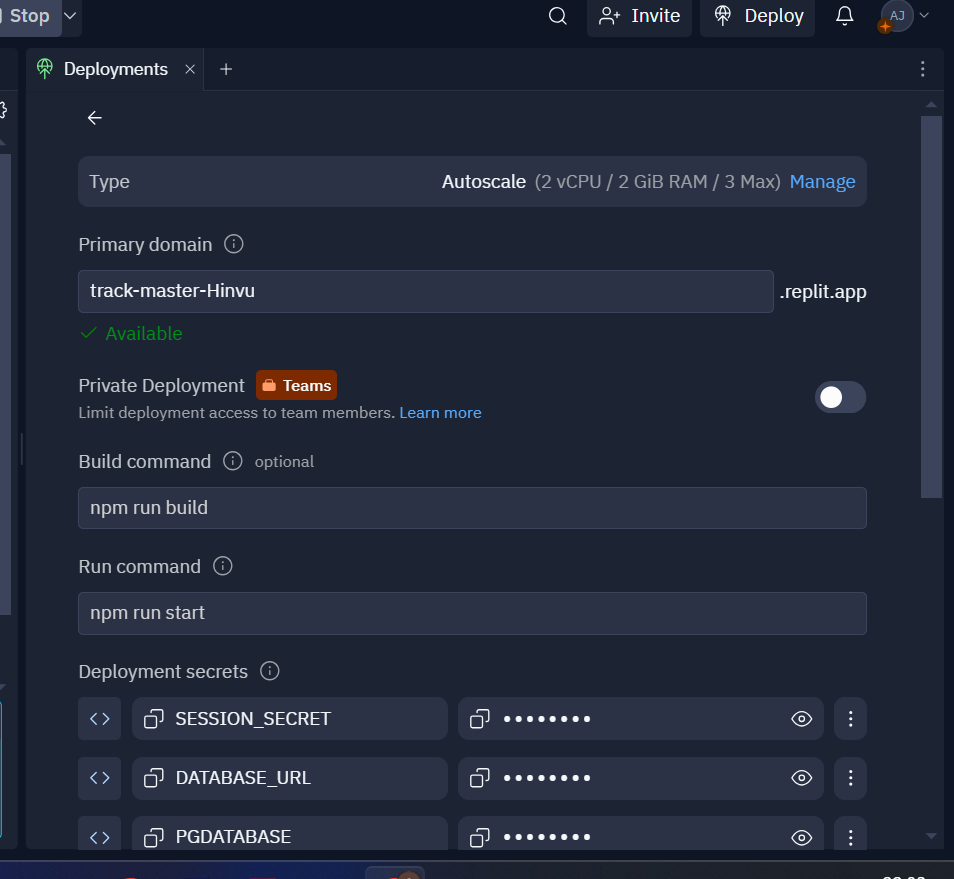 Stop
Invite
Deploy
AJ
Deployments
Type Autoscale (2 vCPU / 2 GiB RAM / 3 Max) Manage
Primary domain
track-master-Hinvu .replit.app
Available
Private Deployment Teams
Limit deployment access to team members. Learn more
Build command optional
npm run build
Run command
npm run start
Deployment secrets
SESSION_SECRET ••••••••
DATABASE_URL ••••••••
PGDATABASE ••••••••